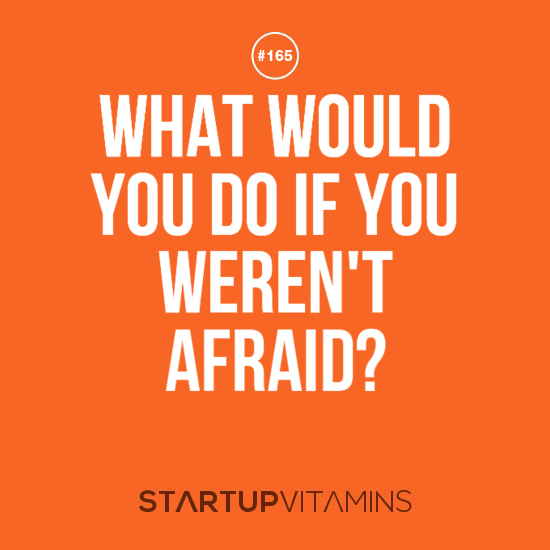 #165
WHAT WOULD
YOU DO IF YOU
WEREN'T
AFRAID?
STARTUPVITAMINS